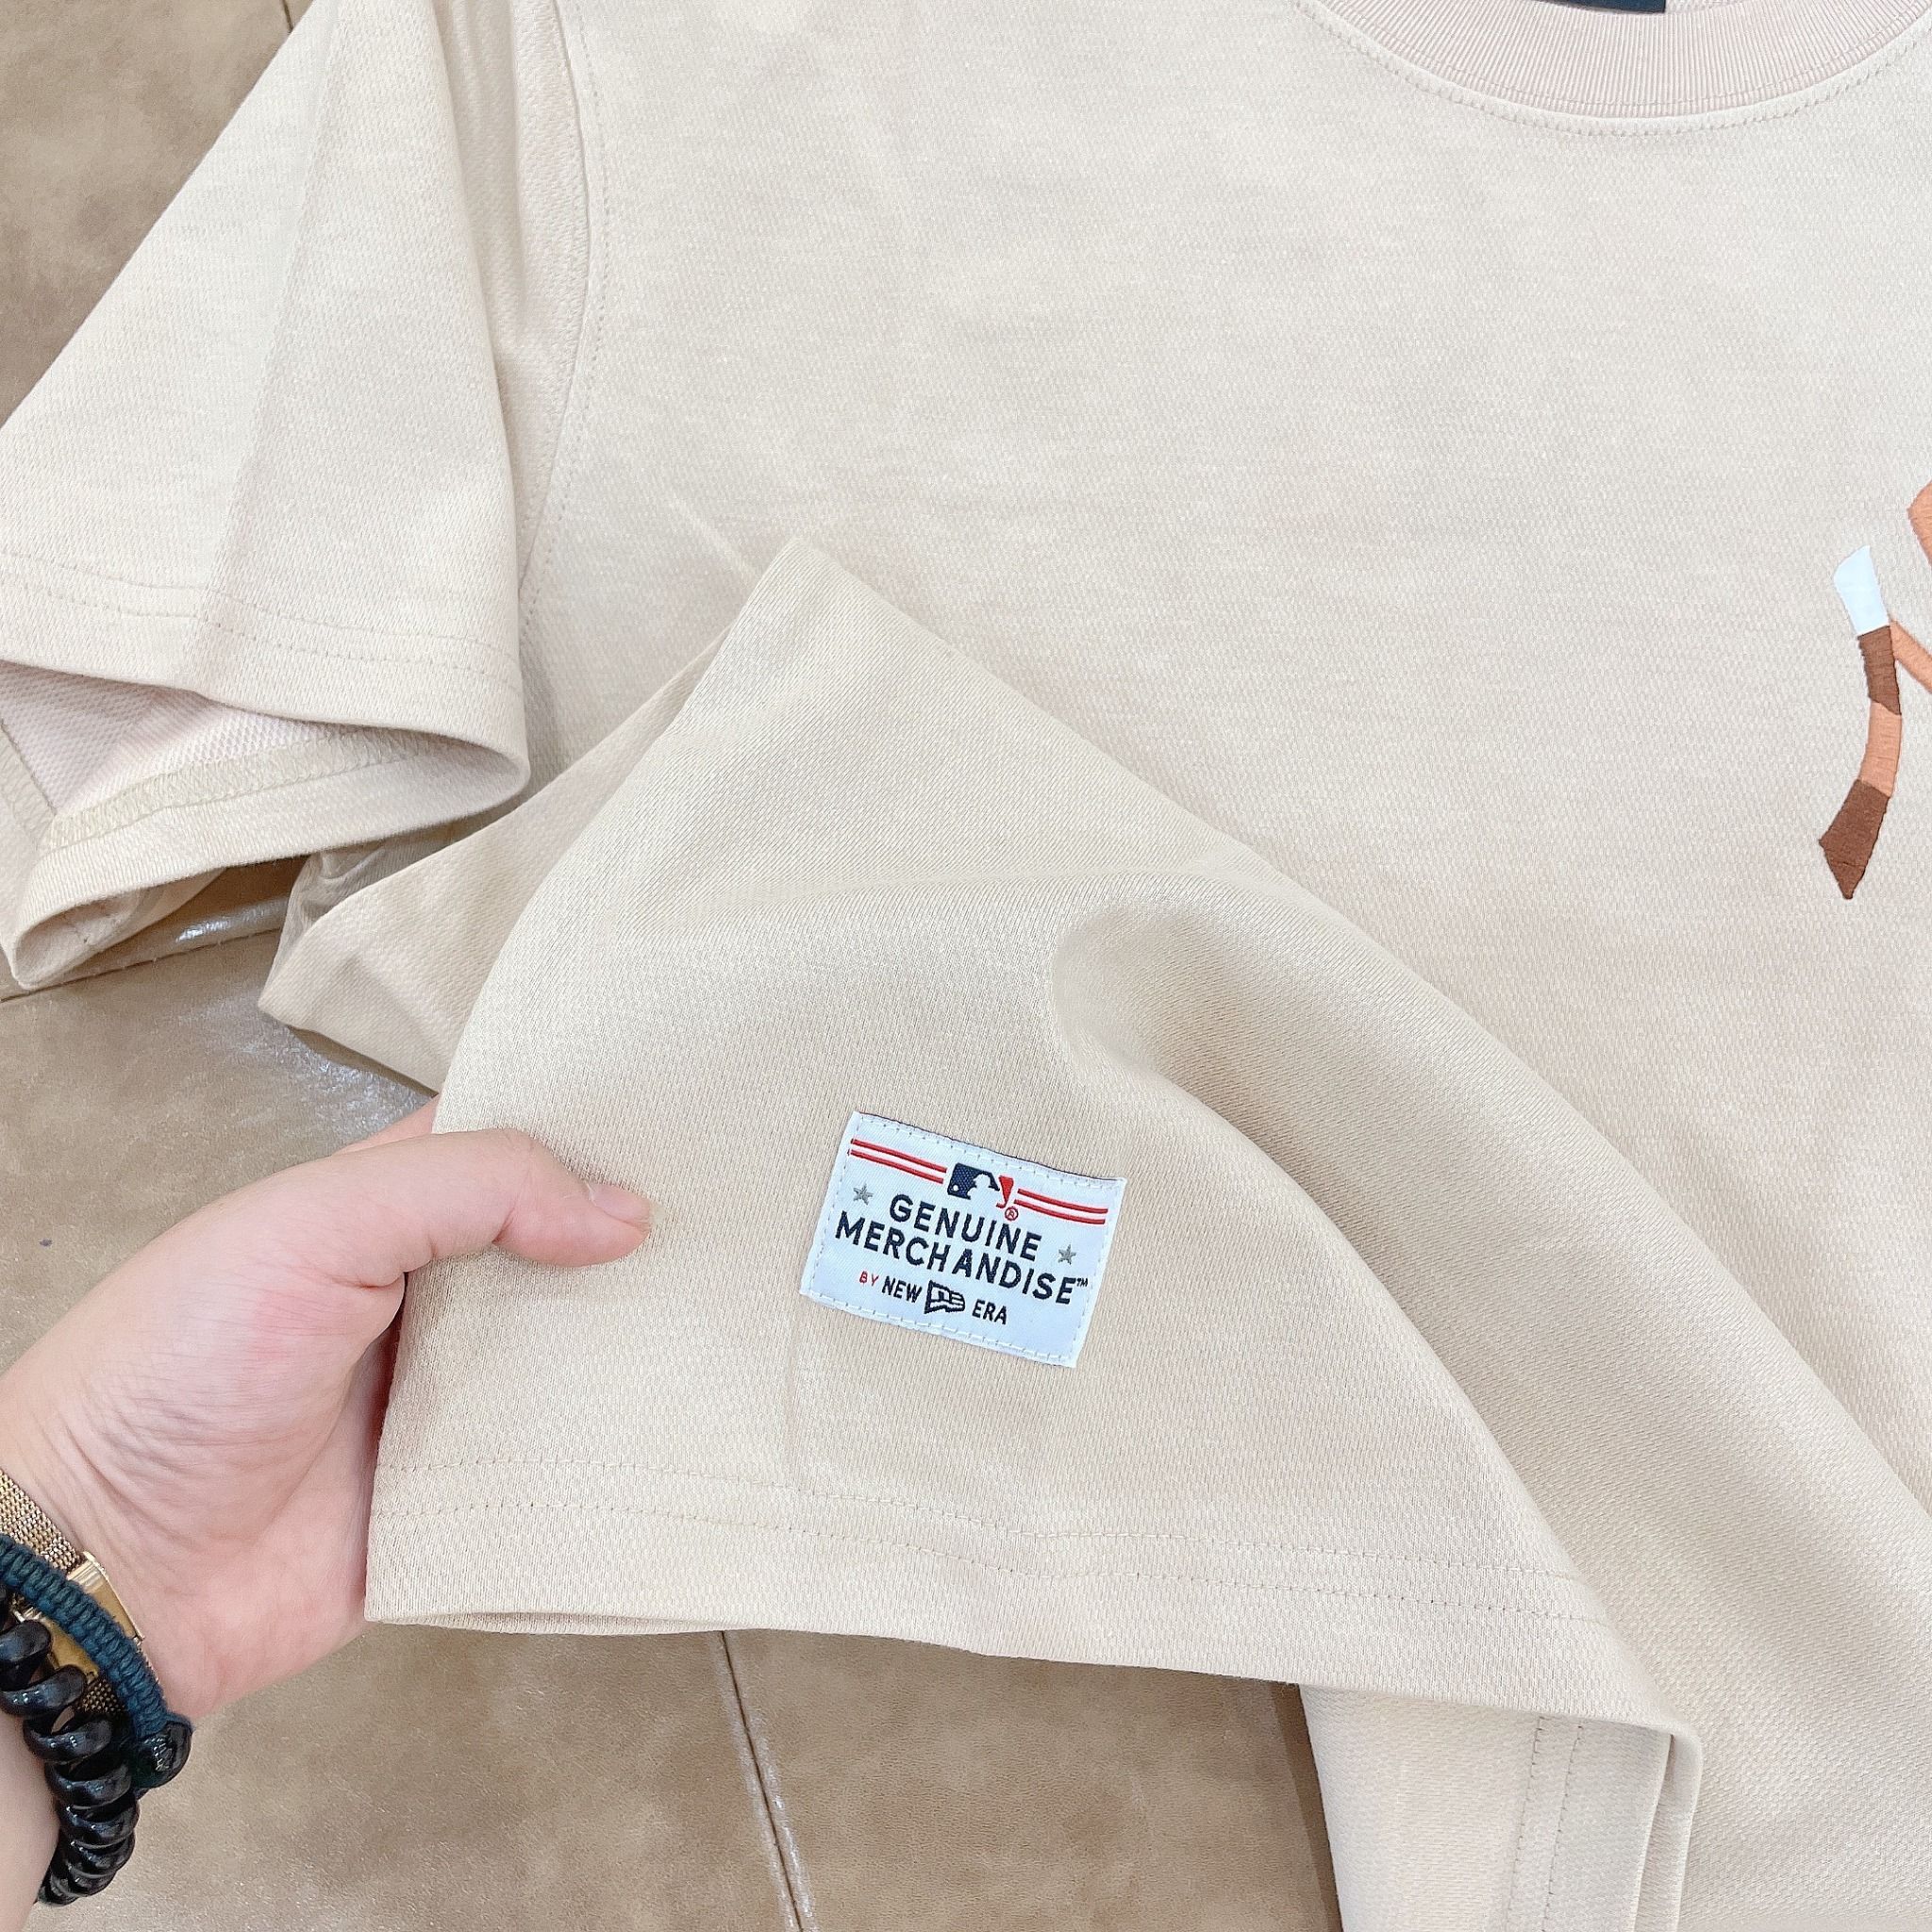 GENUINE
MERCHANDISE™
BY NEW ERA